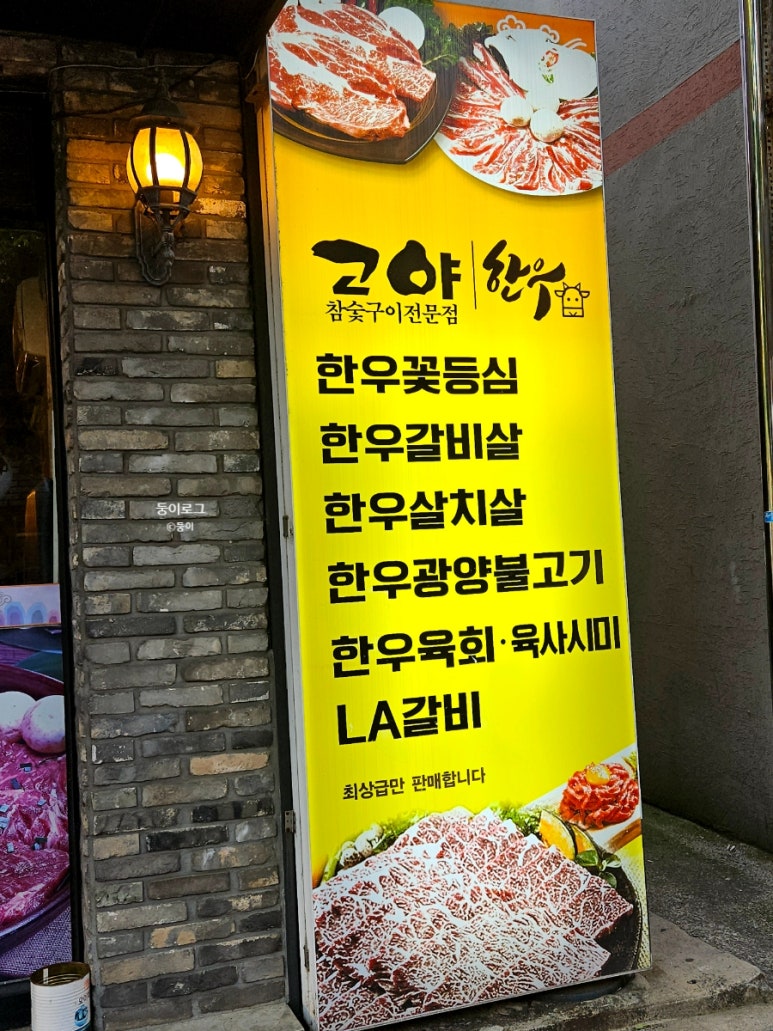 고야 한우
참숯구이전문점
한우꽃등심
한우갈비살
한우살치살
한우광양불고기
한우육회·육사시미
LA갈비
최상급만 판매합니다
둥이로그
©둥이